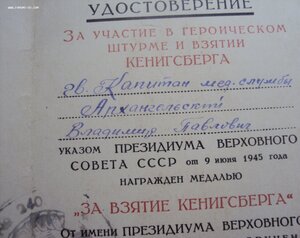 УДОСТОВЕРЕНИЕ
ЗА УЧАСТИЕ В ГЕРОИЧЕСКОМ
ШТУРМЕ И ВЗЯТИИ
КЕНИГСБЕРГА
гв. Капитан мед. службы
Архангельский
Владимир Павлович
УКАЗОМ ПРЕЗИДИУМА ВЕРХОВНОГО
СОВЕТА СССР от 9 июня 1945 года
НАГРАЖДЕН МЕДАЛЬЮ
„ЗА ВЗЯТИЕ КЕНИГСБЕРГА"
ОТ ИМЕНИ ПРЕЗИДИУМА ВЕРХОВНОГО
240